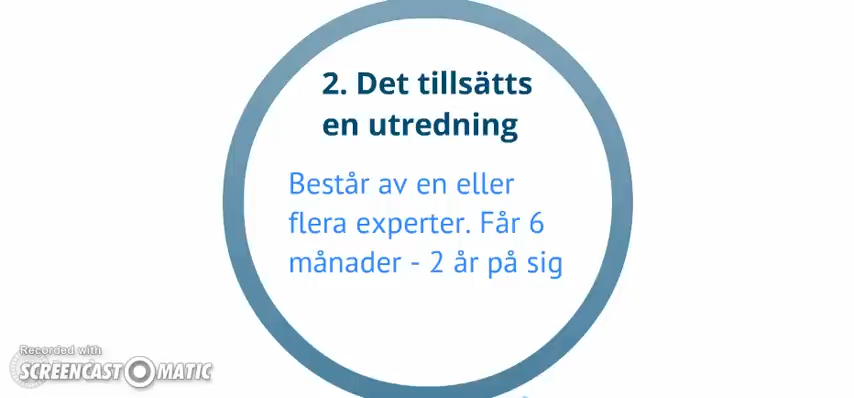 2. Det tillsätts
en utredning
Består av en eller
flera experter. Får 6
månader - 2 år på sig
Recorded with
SCREENCAST O MATIC